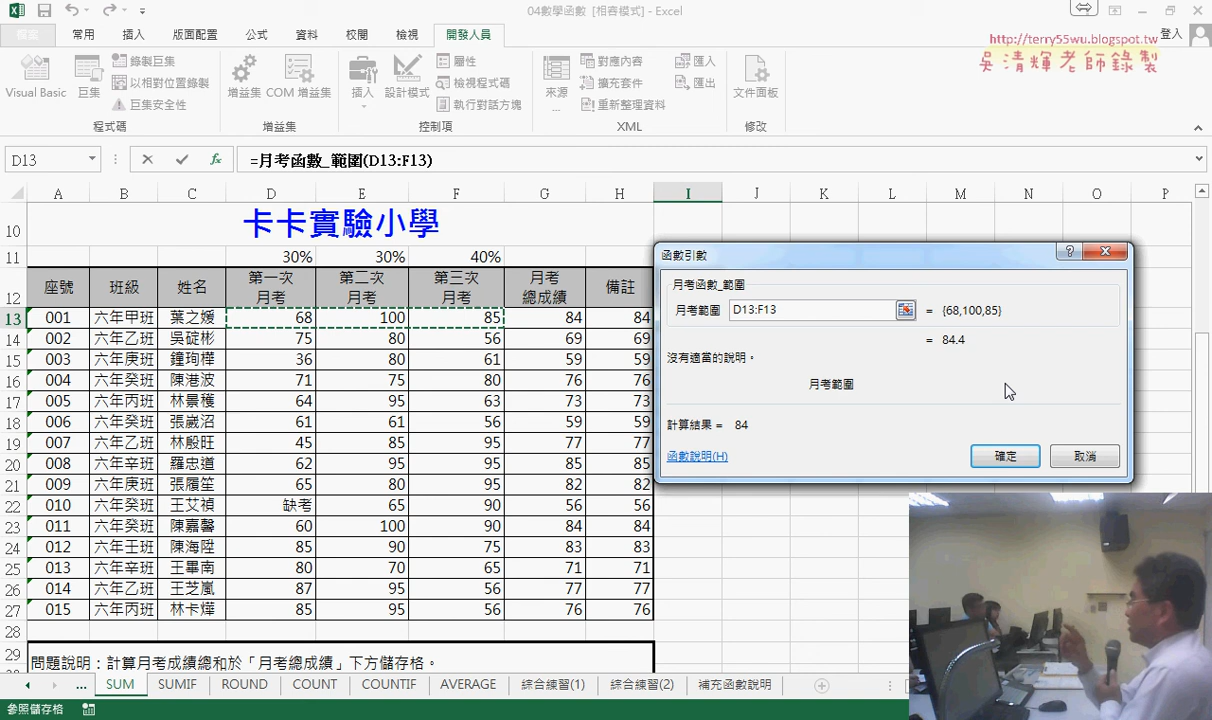 04數學函數 [相容模式] - Excel
登入
http://terry55wu.blogspot.tw
吳清輝老師錄製
檔案 常用 插入 版面配置 公式 資料 校閱 檢視 開發人員
Visual Basic 巨集 錄製巨集 以相對位置錄製 巨集安全性 程式碼
增益集 COM 增益集 增益集
插入 設計模式 屬性 檢視程式碼 執行對話方塊 控制項
來源 對應內容 擴充套件 重新整理資料 匯入 匯出 XML
文件面板 修改
D13 fx =月考函數_範圍(D13:F13)
A B C D E F G H I J K L M N O P
10 卡卡實驗小學
11 30% 30% 40%
12 座號 班級 姓名 第一次月考 第二次月考 第三次月考 月考總成績 備註
13 001 六年甲班 葉之媛 68 100 85 84 84
14 002 六年乙班 吳碇彬 75 80 56 69 69
15 003 六年庚班 鐘珣樺 36 80 61 59 59
16 004 六年癸班 陳港波 71 75 80 76 76
17 005 六年丙班 林景穫 64 95 63 73 73
18 006 六年癸班 張嵗沼 61 61 56 59 59
19 007 六年乙班 林殷旺 45 85 95 77 77
20 008 六年辛班 羅忠道 62 95 95 85 85
21 009 六年庚班 張履笙 65 80 95 82 82
22 010 六年癸班 王艾禎 缺考 65 90 56 56
23 011 六年癸班 陳嘉馨 60 100 90 84 84
24 012 六年壬班 陳海陞 85 90 75 83 83
25 013 六年辛班 王畢南 80 70 65 71 71
26 014 六年乙班 王芝嵐 87 95 56 77 77
27 015 六年丙班 林卡燁 85 95 56 76 76
28
29 問題說明：計算月考成績總和於「月考總成績」下方儲存格。
函數引數
月考函數_範圍
月考範圍 D13:F13 = {68,100,85}
= 84.4
沒有適當的說明。
月考範圍
計算結果 = 84
函數說明(H) 確定 取消
... SUM SUMIF ROUND COUNT COUNTIF AVERAGE 綜合練習(1) 綜合練習(2) 補充函數說明
參照儲存格